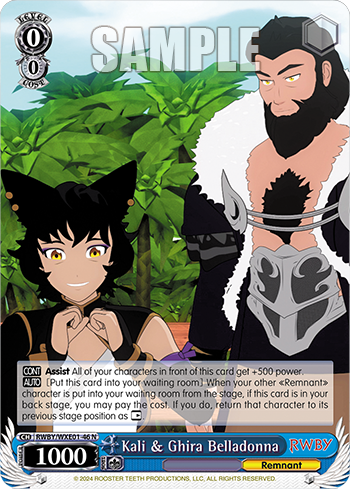 SAMPLE
0
0
COST
CONT Assist All of your characters in front of this card get +500 power.
AUTO [Put this card into your waiting room] When your other «Remnant»
character is put into your waiting room from the stage, if this card is in your
back stage, you may pay the cost. If you do, return that character to its
previous stage position as
CH RWBY/WXE01-46 N
POWER 1000
Kali & Ghira Belladonna RWBY
Remnant
© 2024 ROOSTER TEETH PRODUCTIONS, LLC, ALL RIGHTS RESERVED.